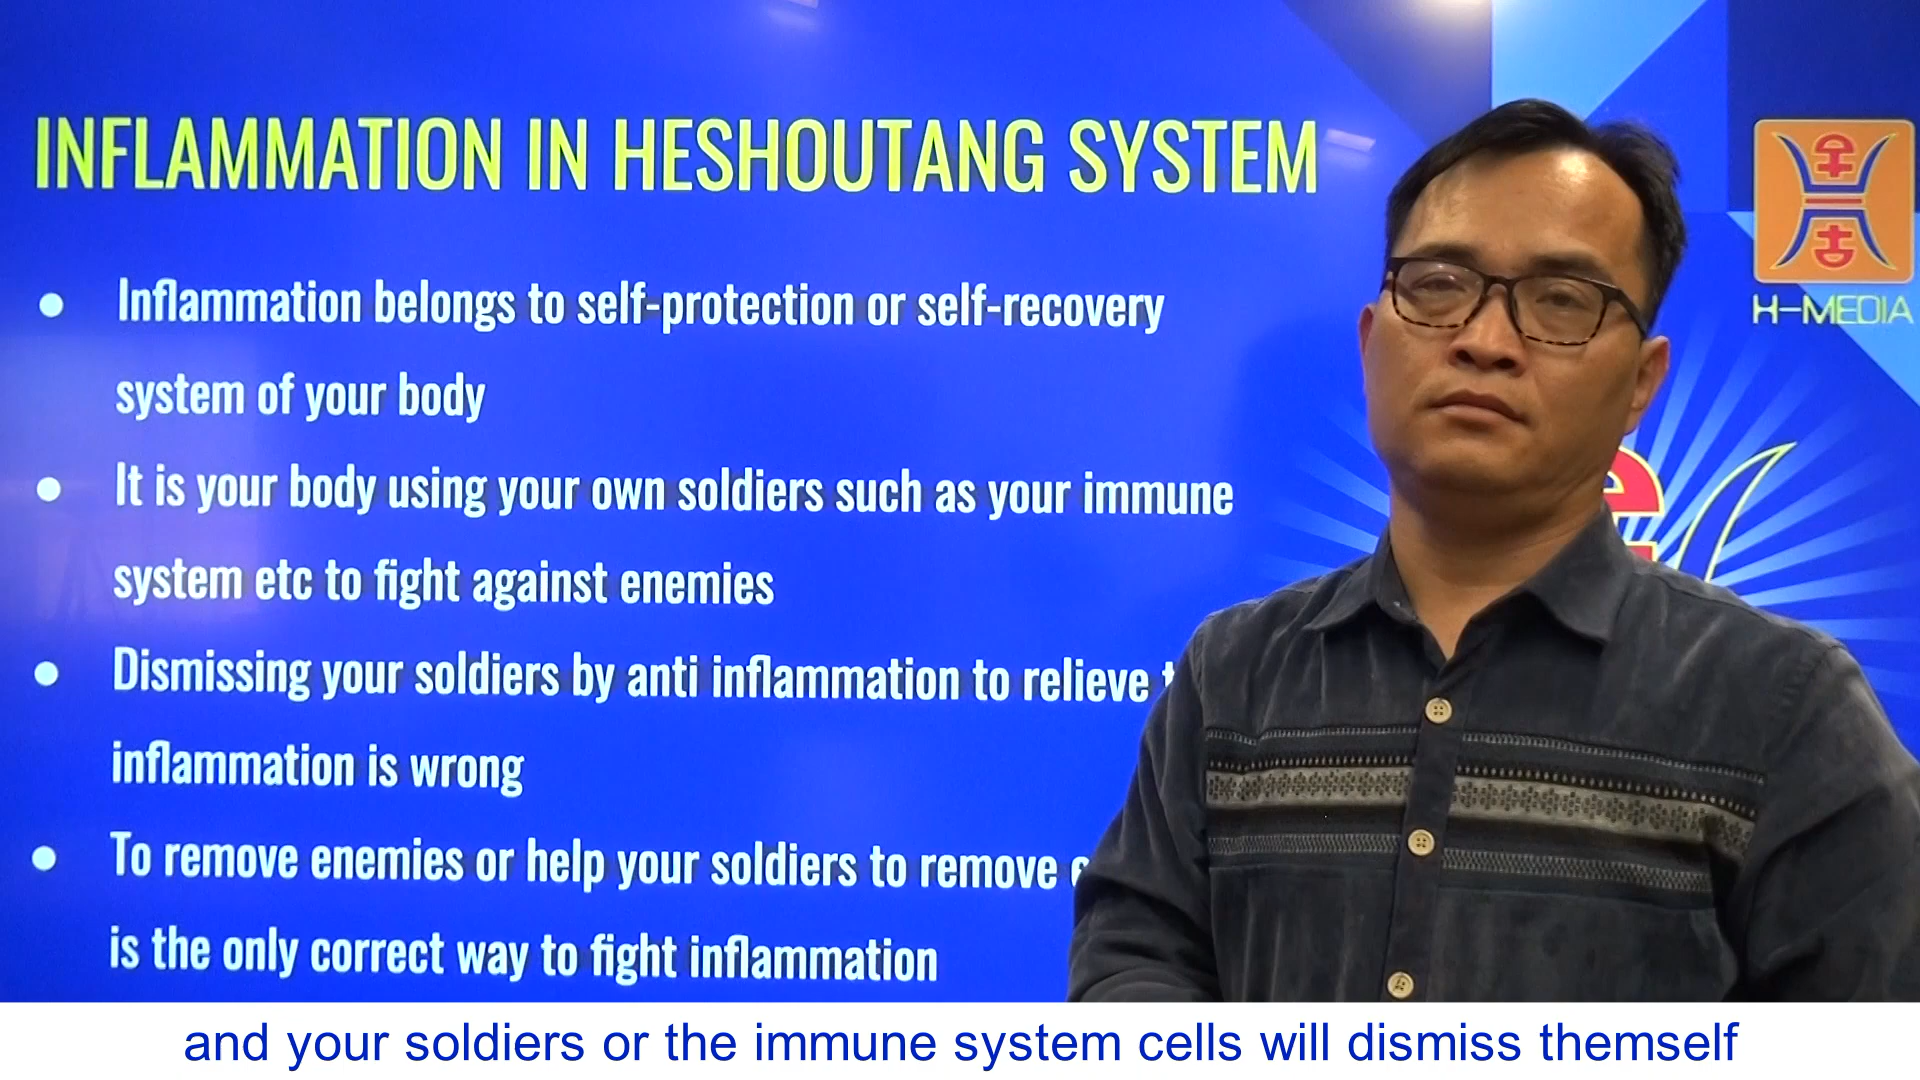 INFLAMMATION IN HESHOUTANG SYSTEM
H-MEDIA
● Inflammation belongs to self-protection or self-recovery
system of your body
● It is your body using your own soldiers such as your immune
system etc to fight against enemies
● Dismissing your soldiers by anti inflammation to relieve
inflammation is wrong
● To remove enemies or help your soldiers to remove
is the only correct way to fight inflammation
and your soldiers or the immune system cells will dismiss themself